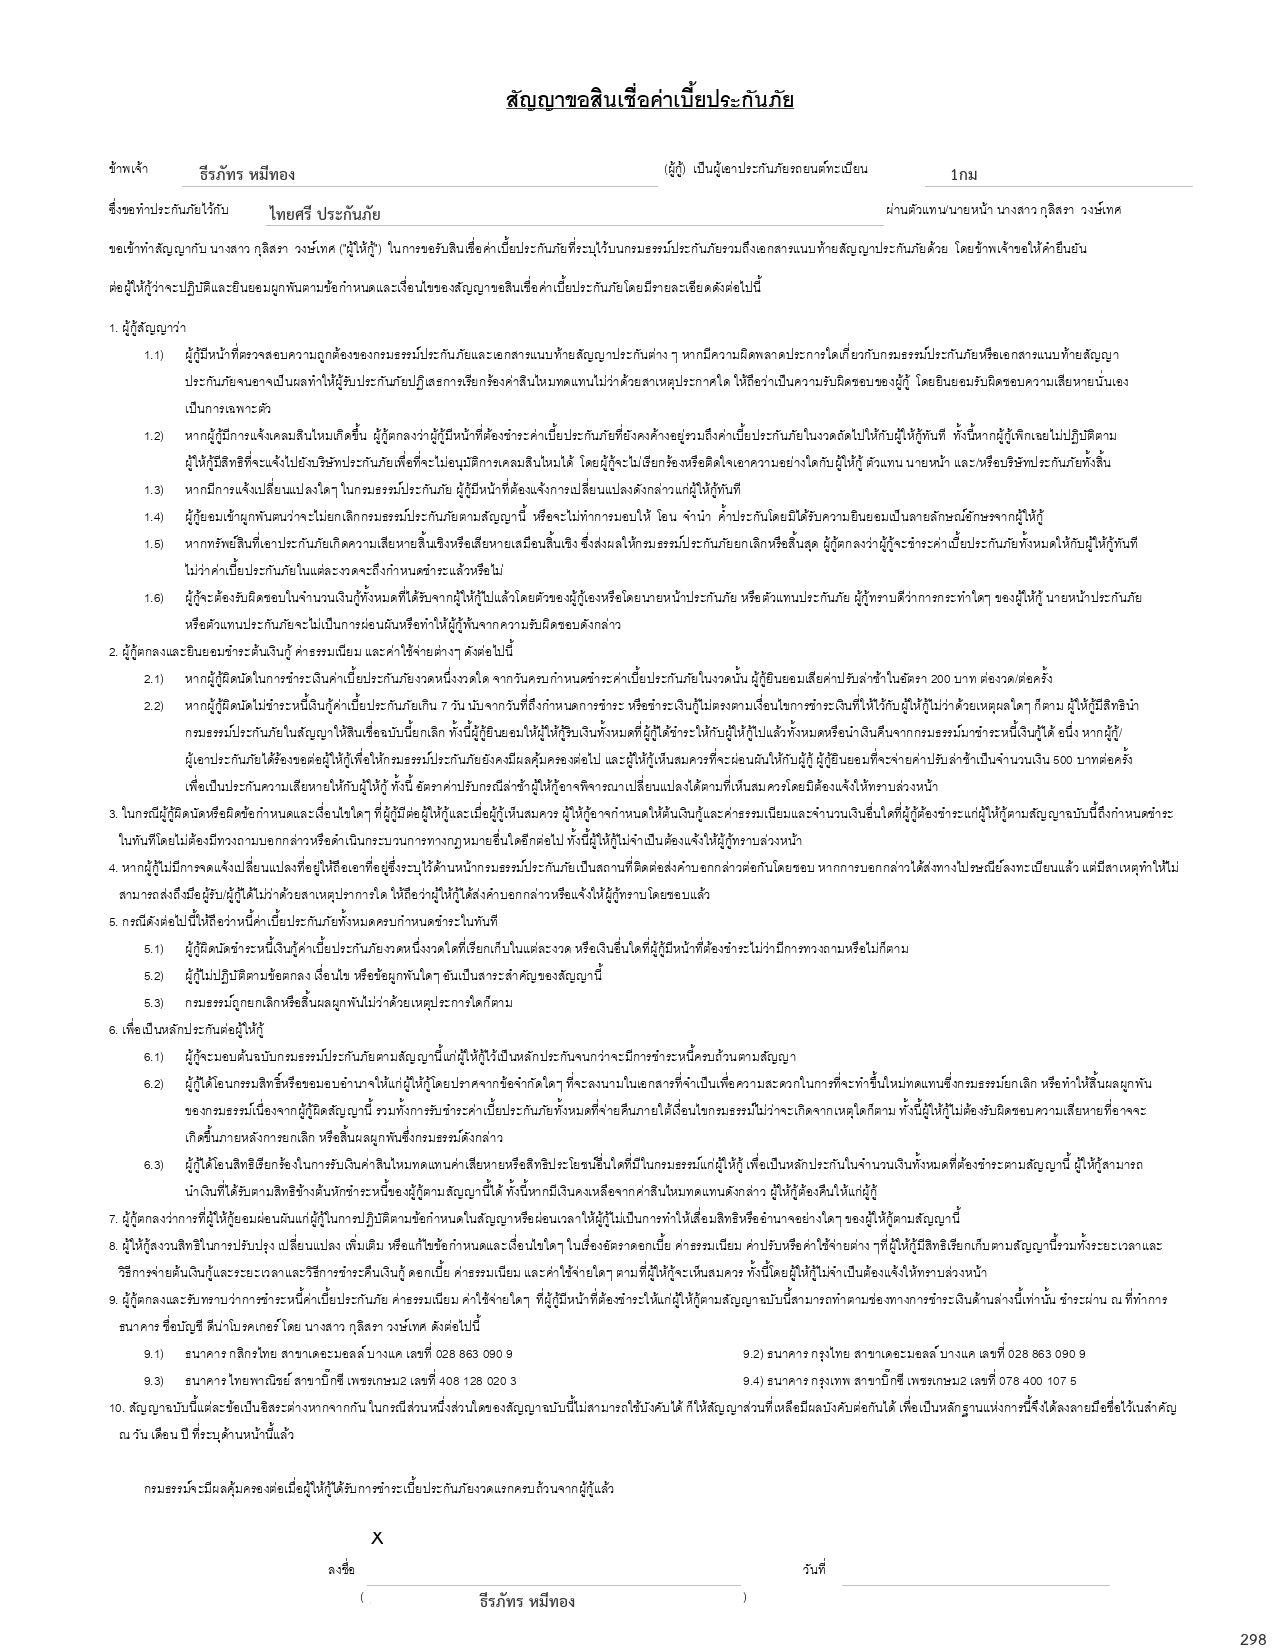 สัญญาขอสินเชื่อค่าเบี้ยประกันภัย
ข้าพเจ้า ธีรภัทร หมีทอง (ผู้กู้) เป็นผู้เอาประกันภัยรถยนต์ทะเบียน 1กม
ซึ่งขอทำประกันภัยไว้กับ ไทยศรี ประกันภัย ผ่านตัวแทน/นายหน้า นางสาว กุลิสรา วงษ์เทศ
ขอเข้าทำสัญญากับ นางสาว กุลิสรา วงษ์เทศ ("ผู้ให้กู้") ในการขอรับสินเชื่อค่าเบี้ยประกันภัยที่ระบุไว้บนกรมธรรม์ประกันภัยรวมถึงเอกสารแนบท้ายสัญญาประกันภัยด้วย โดยข้าพเจ้าขอให้คำยืนยัน
ต่อผู้ให้กู้ว่าจะปฏิบัติและยินยอมผูกพันตามข้อกำหนดและเงื่อนไขของสัญญาขอสินเชื่อค่าเบี้ยประกันภัยโดยมีรายละเอียดดังต่อไปนี้
1. ผู้กู้สัญญาว่า
1.1) ผู้กู้มีหน้าที่ตรวจสอบความถูกต้องของกรมธรรม์ประกันภัยและเอกสารแนบท้ายสัญญาประกันต่าง ๆ หากมีความผิดพลาดประการใดเกี่ยวกับกรมธรรม์ประกันภัยหรือเอกสารแนบท้ายสัญญา
ประกันภัยจนอาจเป็นผลทำให้ผู้รับประกันภัยปฏิเสธการเรียกร้องค่าสินไหมทดแทนไม่ว่าด้วยสาเหตุประกาศใด ให้ถือว่าเป็นความรับผิดชอบของผู้กู้ โดยยินยอมรับผิดชอบความเสียหายนั่นเอง
เป็นการเฉพาะตัว
1.2) หากผู้กู้มีการแจ้งเคลมสินไหมเกิดขึ้น ผู้กู้ตกลงว่าผู้กู้มีหน้าที่ต้องชำระค่าเบี้ยประกันภัยที่ยังคงค้างอยู่รวมถึงค่าเบี้ยประกันภัยในงวดถัดไปให้กับผู้ให้กู้ทันที ทั้งนี้หากผู้กู้เพิกเฉยไม่ปฏิบัติตาม
ผู้ให้กู้มีสิทธิที่จะแจ้งไปยังบริษัทประกันภัยเพื่อที่จะไม่อนุมัติการเคลมสินไหมได้ โดยผู้กู้จะไม่เรียกร้องหรือติดใจเอาความอย่างใดกับผู้ให้กู้ ตัวแทน นายหน้า และ/หรือบริษัทประกันภัยทั้งสิ้น
1.3) หากมีการแจ้งเปลี่ยนแปลงใดๆ ในกรมธรรม์ประกันภัย ผู้กู้มีหน้าที่ต้องแจ้งการเปลี่ยนแปลงดังกล่าวแก่ผู้ให้กู้ทันที
1.4) ผู้กู้ยอมเข้าผูกพันตนว่าจะไม่ยกเลิกกรมธรรม์ประกันภัยตามสัญญานี้ หรือจะไม่ทำการมอบให้ โอน จำนำ ค้ำประกันโดยมิได้รับความยินยอมเป็นลายลักษณ์อักษรจากผู้ให้กู้
1.5) หากทรัพย์สินที่เอาประกันภัยเกิดความเสียหายสิ้นเชิงหรือเสียหายเสมือนสิ้นเชิง ซึ่งส่งผลให้กรมธรรม์ประกันภัยยกเลิกหรือสิ้นสุด ผู้กู้ตกลงว่าผู้กู้จะชำระค่าเบี้ยประกันภัยทั้งหมดให้กับผู้ให้กู้ทันที
ไม่ว่าค่าเบี้ยประกันภัยในแต่ละงวดจะถึงกำหนดชำระแล้วหรือไม่
1.6) ผู้กู้จะต้องรับผิดชอบในจำนวนเงินกู้ทั้งหมดที่ได้รับจากผู้ให้กู้ไปแล้วโดยตัวของผู้กู้เองหรือโดยนายหน้าประกันภัย หรือตัวแทนประกันภัย ผู้กู้ทราบดีว่าการกระทำใดๆ ของผู้ให้กู้ นายหน้าประกันภัย
หรือตัวแทนประกันภัยจะไม่เป็นการผ่อนผันหรือทำให้ผู้กู้พ้นจากความรับผิดชอบดังกล่าว
2. ผู้กู้ตกลงและยินยอมชำระต้นเงินกู้ ค่าธรรมเนียม และค่าใช้จ่ายต่างๆ ดังต่อไปนี้
2.1) หากผู้กู้ผิดนัดในการชำระเงินค่าเบี้ยประกันภัยงวดหนึ่งงวดใด จากวันครบกำหนดชำระค่าเบี้ยประกันภัยในงวดนั้น ผู้กู้ยินยอมเสียค่าปรับล่าช้าในอัตรา 200 บาท ต่องวด/ต่อครั้ง
2.2) หากผู้กู้ผิดนัดไม่ชำระหนี้เงินกู้ค่าเบี้ยประกันภัยเกิน 7 วัน นับจากวันที่ถึงกำหนดการชำระ หรือชำระเงินกู้ไม่ตรงตามเงื่อนไขการชำระเงินที่ให้ไว้กับผู้ให้กู้ไม่ว่าด้วยเหตุผลใดๆ ก็ตาม ผู้ให้กู้มีสิทธินำ
กรมธรรม์ประกันภัยในสัญญาให้สินเชื่อฉบับนี้ยกเลิก ทั้งนี้ผู้กู้ยินยอมให้ผู้ให้กู้ริบเงินทั้งหมดที่ผู้กู้ได้ชำระให้กับผู้ให้กู้ไปแล้วทั้งหมดหรือนำเงินคืนจากกรมธรรม์มาชำระหนี้เงินกู้ได้ อนึ่ง หากผู้กู้/
ผู้เอาประกันภัยได้ร้องขอต่อผู้ให้กู้เพื่อให้กรมธรรม์ประกันภัยยังคงมีผลคุ้มครองต่อไป และผู้ให้กู้เห็นสมควรที่จะผ่อนผันให้กับผู้กู้ ผู้กู้ยินยอมที่จะจ่ายค่าปรับล่าช้าเป็นจำนวนเงิน 500 บาทต่อครั้ง
เพื่อเป็นประกันความเสียหายให้กับผู้ให้กู้ ทั้งนี้ อัตราค่าปรับกรณีล่าช้าผู้ให้กู้อาจพิจารณาเปลี่ยนแปลงได้ตามที่เห็นสมควรโดยมิต้องแจ้งให้ทราบล่วงหน้า
3. ในกรณีผู้กู้ผิดนัดหรือผิดข้อกำหนดและเงื่อนไขใดๆ ที่ผู้กู้มีต่อผู้ให้กู้และเมื่อผู้กู้เห็นสมควร ผู้ให้กู้อาจกำหนดให้ต้นเงินกู้และค่าธรรมเนียมและจำนวนเงินอื่นใดที่ผู้กู้ต้องชำระแก่ผู้ให้กู้ตามสัญญาฉบับนี้ถึงกำหนดชำระ
ในทันทีโดยไม่ต้องมีทวงถามบอกกล่าวหรือดำเนินกระบวนการทางกฎหมายอื่นใดอีกต่อไป ทั้งนี้ผู้ให้กู้ไม่จำเป็นต้องแจ้งให้ผู้กู้ทราบล่วงหน้า
4. หากผู้กู้ไม่มีการจดแจ้งเปลี่ยนแปลงที่อยู่ให้ถือเอาที่อยู่ซึ่งระบุไว้ด้านหน้ากรมธรรม์ประกันภัยเป็นสถานที่ติดต่อส่งคำบอกกล่าวต่อกันโดยชอบ หากการบอกกล่าวได้ส่งทางไปรษณีย์ลงทะเบียนแล้ว แต่มีสาเหตุทำให้ไม่
สามารถส่งถึงมือผู้รับ/ผู้กู้ได้ไม่ว่าด้วยสาเหตุปราการใด ให้ถือว่าผู้ให้กู้ได้ส่งคำบอกกล่าวหรือแจ้งให้ผู้กู้ทราบโดยชอบแล้ว
5. กรณีดังต่อไปนี้ให้ถือว่าหนี้ค่าเบี้ยประกันภัยทั้งหมดครบกำหนดชำระในทันที
5.1) ผู้กู้ผิดนัดชำระหนี้เงินกู้ค่าเบี้ยประกันภัยงวดหนึ่งงวดใดที่เรียกเก็บในแต่ละงวด หรือเงินอื่นใดที่ผู้กู้มีหน้าที่ต้องชำระไม่ว่ามีการทวงถามหรือไม่ก็ตาม
5.2) ผู้กู้ไม่ปฏิบัติตามข้อตกลง เงื่อนไข หรือข้อผูกพันใดๆ อันเป็นสาระสำคัญของสัญญานี้
5.3) กรมธรรม์ถูกยกเลิกหรือสิ้นผลผูกพันไม่ว่าด้วยเหตุประการใดก็ตาม
6. เพื่อเป็นหลักประกันต่อผู้ให้กู้
6.1) ผู้กู้จะมอบต้นฉบับกรมธรรม์ประกันภัยตามสัญญานี้แก่ผู้ให้กู้ไว้เป็นหลักประกันจนกว่าจะมีการชำระหนี้ครบถ้วนตามสัญญา
6.2) ผู้กู้ได้โอนกรรมสิทธิ์หรือขอมอบอำนาจให้แก่ผู้ให้กู้โดยปราศจากข้อจำกัดใดๆ ที่จะลงนามในเอกสารที่จำเป็นเพื่อความสะดวกในการที่จะทำขึ้นใหม่ทดแทนซึ่งกรมธรรม์ยกเลิก หรือทำให้สิ้นผลผูกพัน
ของกรมธรรม์เนื่องจากผู้กู้ผิดสัญญานี้ รวมทั้งการรับชำระค่าเบี้ยประกันภัยทั้งหมดที่จ่ายคืนภายใต้เงื่อนไขกรมธรรม์ไม่ว่าจะเกิดจากเหตุใดก็ตาม ทั้งนี้ผู้ให้กู้ไม่ต้องรับผิดชอบความเสียหายที่อาจจะ
เกิดขึ้นภายหลังการยกเลิก หรือสิ้นผลผูกพันซึ่งกรมธรรม์ดังกล่าว
6.3) ผู้กู้ได้โอนสิทธิเรียกร้องในการรับเงินค่าสินไหมทดแทนค่าเสียหายหรือสิทธิประโยชน์อื่นใดที่มีในกรมธรรม์แก่ผู้ให้กู้ เพื่อเป็นหลักประกันในจำนวนเงินทั้งหมดที่ต้องชำระตามสัญญานี้ ผู้ให้กู้สามารถ
นำเงินที่ได้รับตามสิทธิข้างต้นหักชำระหนี้ของผู้กู้ตามสัญญานี้ได้ ทั้งนี้หากมีเงินคงเหลือจากค่าสินไหมทดแทนดังกล่าว ผู้ให้กู้ต้องคืนให้แก่ผู้กู้
7. ผู้กู้ตกลงว่าการที่ผู้ให้กู้ยอมผ่อนผันแก่ผู้กู้ในการปฏิบัติตามข้อกำหนดในสัญญาหรือผ่อนเวลาให้ผู้กู้ไม่เป็นการทำให้เสื่อมสิทธิหรืออำนาจอย่างใดๆ ของผู้ให้กู้ตามสัญญานี้
8. ผู้ให้กู้สงวนสิทธิในการปรับปรุง เปลี่ยนแปลง เพิ่มเติม หรือแก้ไขข้อกำหนดและเงื่อนไขใดๆ ในเรื่องอัตราดอกเบี้ย ค่าธรรมเนียม ค่าปรับหรือค่าใช้จ่ายต่าง ๆที่ผู้ให้กู้มีสิทธิเรียกเก็บตามสัญญานี้รวมทั้งระยะเวลาและ
วิธีการจ่ายต้นเงินกู้และระยะเวลาและวิธีการชำระคืนเงินกู้ ดอกเบี้ย ค่าธรรมเนียม และค่าใช้จ่ายใดๆ ตามที่ผู้ให้กู้จะเห็นสมควร ทั้งนี้โดยผู้ให้กู้ไม่จำเป็นต้องแจ้งให้ทราบล่วงหน้า
9. ผู้กู้ตกลงและรับทราบว่าการชำระหนี้ค่าเบี้ยประกันภัย ค่าธรรมเนียม ค่าใช้จ่ายใดๆ ที่ผู้กู้มีหน้าที่ต้องชำระให้แก่ผู้ให้กู้ตามสัญญาฉบับนี้สามารถทำตามช่องทางการชำระเงินด้านล่างนี้เท่านั้น ชำระผ่าน ณ ที่ทำการ
ธนาคาร ชื่อบัญชี ดีน่าโบรคเกอร์ โดย นางสาว กุลิสรา วงษ์เทศ ดังต่อไปนี้
9.1) ธนาคาร กสิกรไทย สาขาเดอะมอลล์ บางแค เลขที่ 028 863 090 9 9.2) ธนาคาร กรุงไทย สาขาเดอะมอลล์ บางแค เลขที่ 028 863 090 9
9.3) ธนาคาร ไทยพาณิชย์ สาขาบิ๊กซี เพชรเกษม2 เลขที่ 408 128 020 3 9.4) ธนาคาร กรุงเทพ สาขาบิ๊กซี เพชรเกษม2 เลขที่ 078 400 107 5
10. สัญญาฉบับนี้แต่ละข้อเป็นอิสระต่างหากจากกัน ในกรณีส่วนหนึ่งส่วนใดของสัญญาฉบับนี้ไม่สามารถใช้บังคับได้ ก็ให้สัญญาส่วนที่เหลือมีผลบังคับต่อกันได้ เพื่อเป็นหลักฐานแห่งการนี้จึงได้ลงลายมือชื่อไว้เนสำคัญ
ณ วัน เดือน ปี ที่ระบุด้านหน้านี้แล้ว
กรมธรรม์จะมีผลคุ้มครองต่อเมื่อผู้ให้กู้ได้รับการชำระเบี้ยประกันภัยงวดแรกครบถ้วนจากผู้กู้แล้ว
X
ลงชื่อ วันที่
( ธีรภัทร หมีทอง )
298